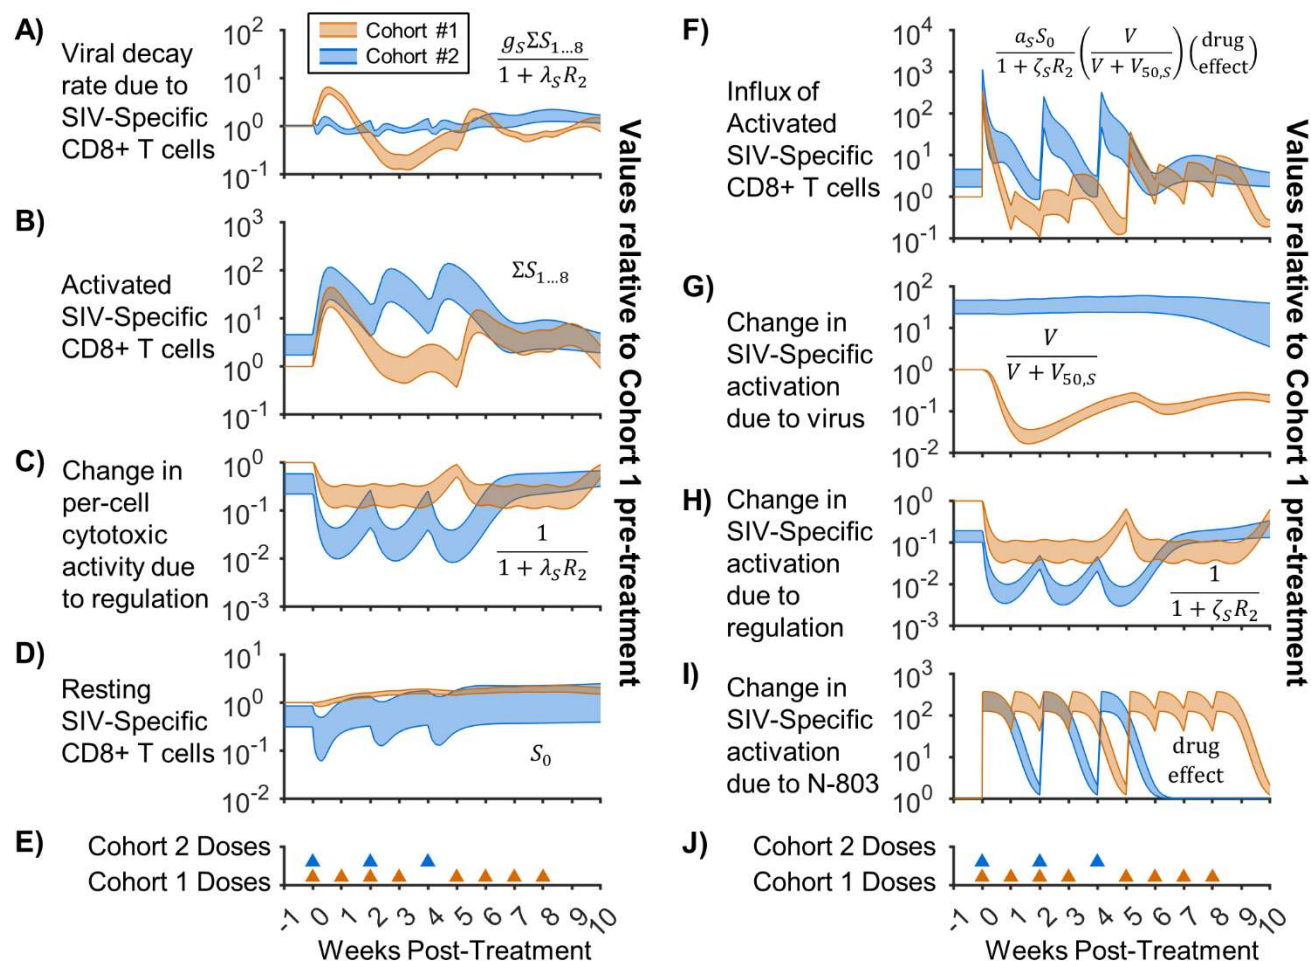 A)
Viral decay
rate due to
SIV-Specific
CD8+ T cells
10^2
10^1
10^0
10^-1
Cohort #1
Cohort #2
g_S ΣS_1…8
1 + λ_S R_2
B)
Activated
SIV-Specific
CD8+ T cells
10^3
10^2
10^1
10^0
10^-1
ΣS_1…8
C)
Change in
per-cell
cytotoxic
activity due
to regulation
10^0
10^-1
10^-2
10^-3
1
1 + λ_S R_2
D)
Resting
SIV-Specific
CD8+ T cells
10^1
10^0
10^-1
10^-2
S_0
E)
Cohort 2 Doses
Cohort 1 Doses
-1 0 1 2 3 4 5 6 7 8 9 10
Weeks Post-Treatment
Values relative to Cohort 1 pre-treatment
F)
Influx of
Activated
SIV-Specific
CD8+ T cells
10^4
10^3
10^2
10^1
10^0
10^-1
a_S S_0
1 + ζ_S R_2
(V
V + V_50,S)
(drug
effect)
G)
Change in
SIV-Specific
activation
due to virus
10^2
10^1
10^0
10^-1
10^-2
V
V + V_50,S
H)
Change in
SIV-Specific
activation
due to
regulation
10^0
10^-1
10^-2
10^-3
1
1 + ζ_S R_2
I)
Change in
SIV-Specific
activation
due to N-803
10^3
10^2
10^1
10^0
drug
effect
J)
Cohort 2 Doses
Cohort 1 Doses
-1 0 1 2 3 4 5 6 7 8 9 10
Weeks Post-Treatment
Values relative to Cohort 1 pre-treatment